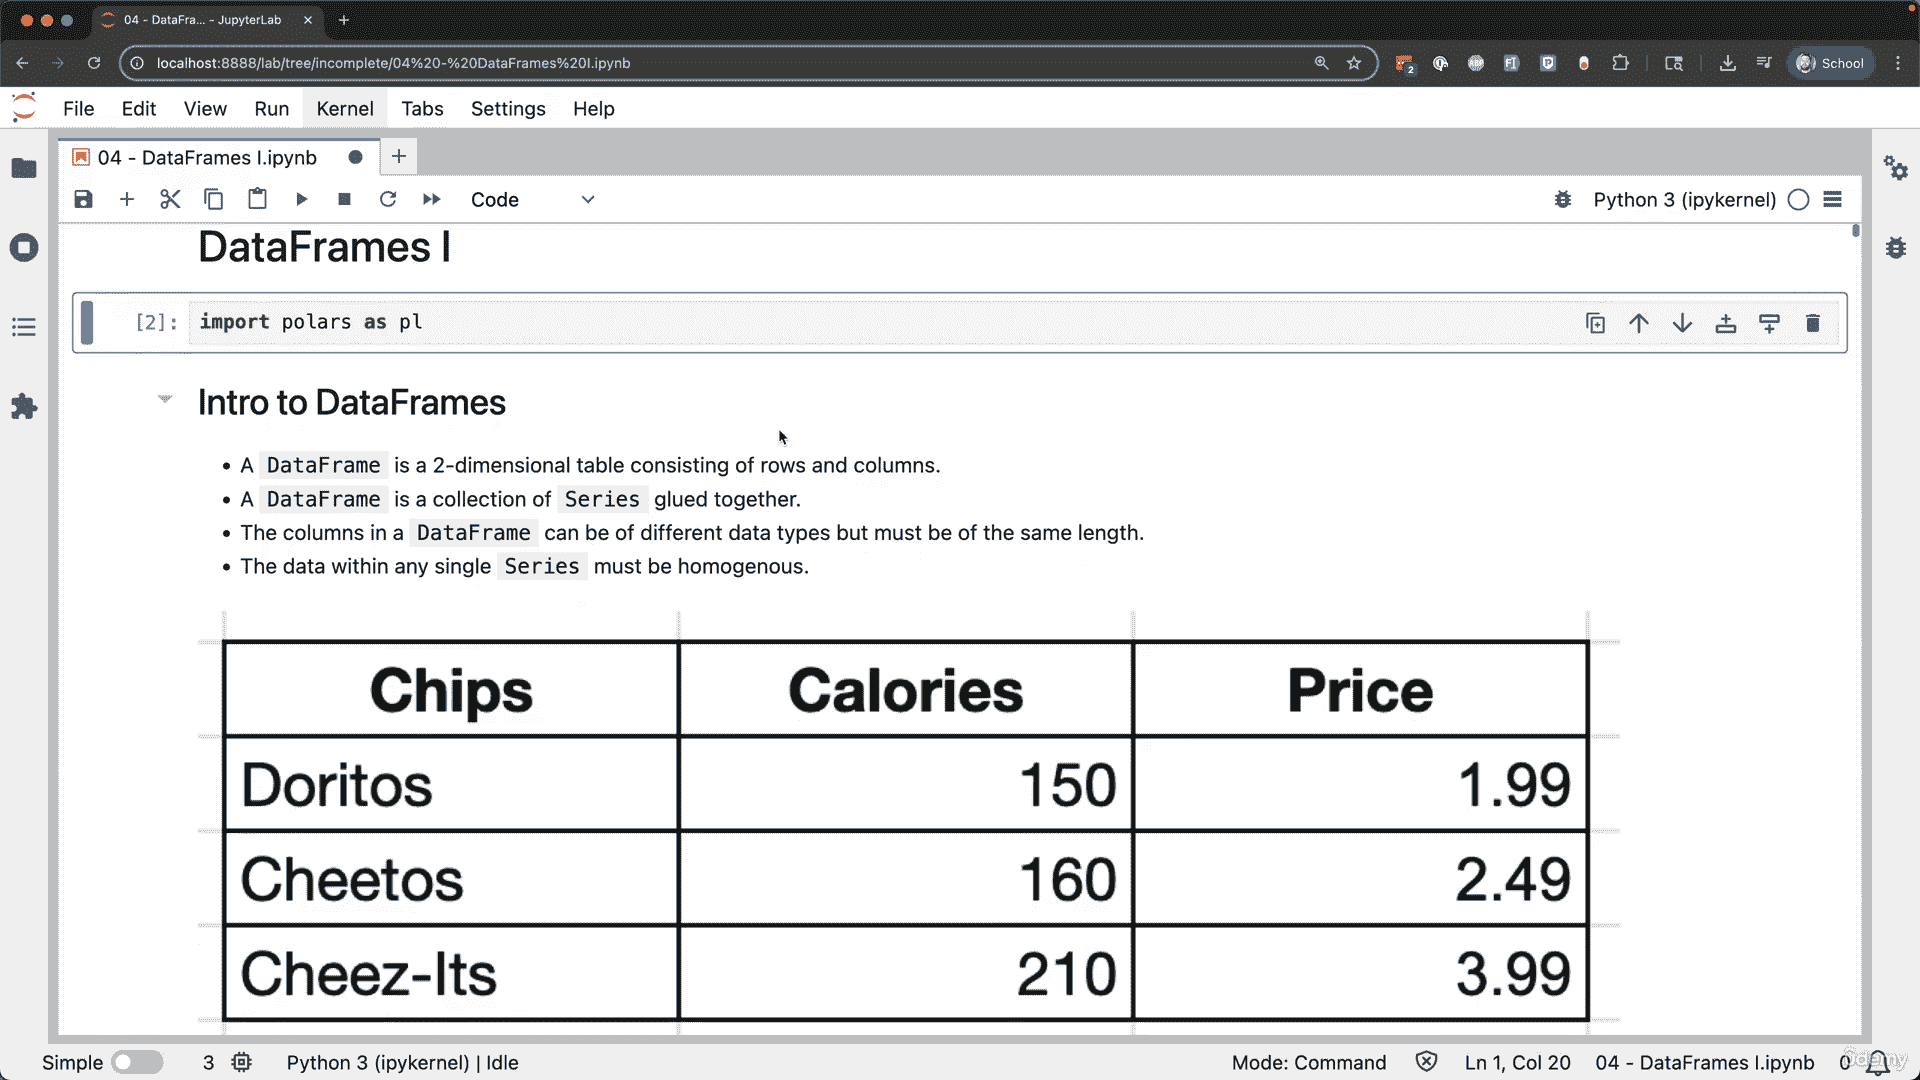 04 - DataFra... - JupyterLab
localhost:8888/lab/tree/incomplete/04%20-%20DataFrames%20I.ipynb
2
ABP
School
File Edit View Run Kernel Tabs Settings Help
04 - DataFrames I.ipynb
Code
Python 3 (ipykernel)
DataFrames I
[2]: import polars as pl
Intro to DataFrames
• A DataFrame is a 2-dimensional table consisting of rows and columns.
• A DataFrame is a collection of Series glued together.
• The columns in a DataFrame can be of different data types but must be of the same length.
• The data within any single Series must be homogenous.
Chips Calories Price
Doritos 150 1.99
Cheetos 160 2.49
Cheez-Its 210 3.99
Simple 3 Python 3 (ipykernel) | Idle Mode: Command Ln 1, Col 20 04 - DataFrames I.ipynb 0
udemy